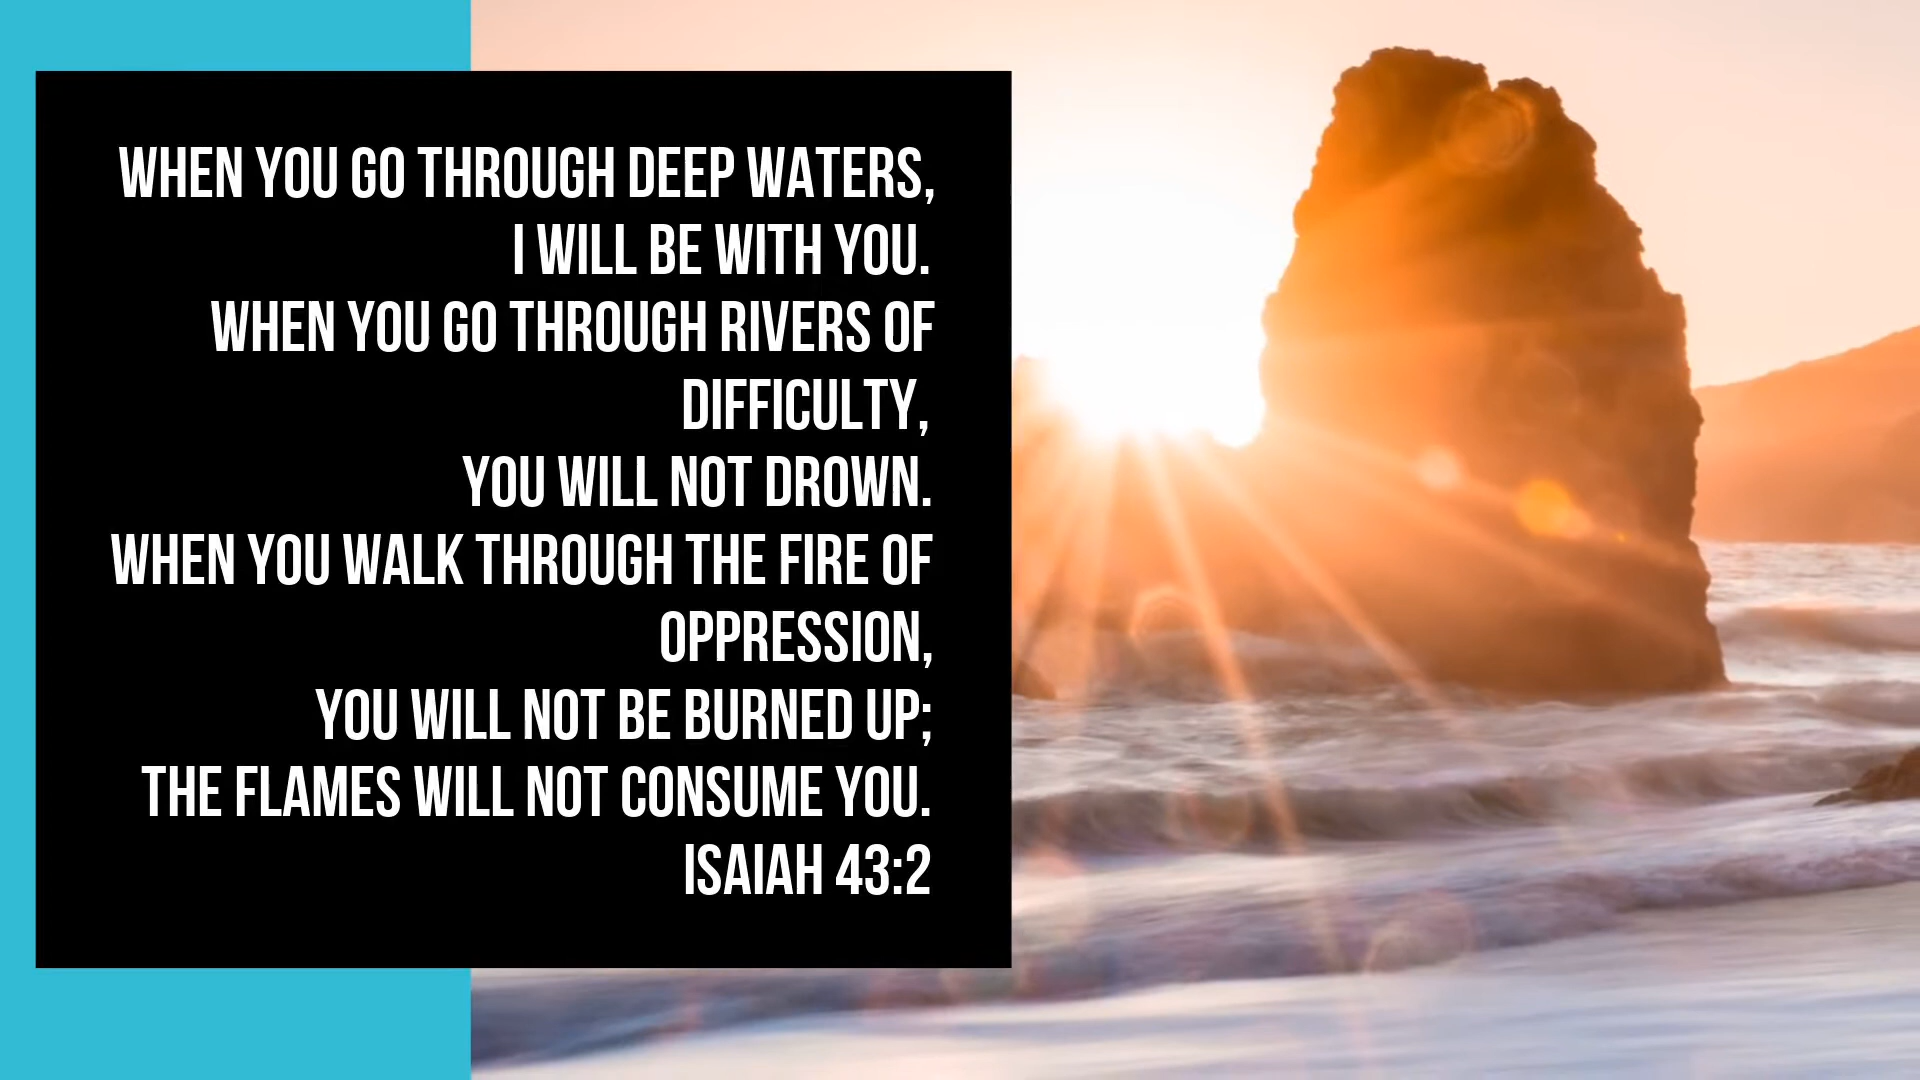 WHEN YOU GO THROUGH DEEP WATERS,
I WILL BE WITH YOU.
WHEN YOU GO THROUGH RIVERS OF
DIFFICULTY,
YOU WILL NOT DROWN.
WHEN YOU WALK THROUGH THE FIRE OF
OPPRESSION,
YOU WILL NOT BE BURNED UP;
THE FLAMES WILL NOT CONSUME YOU.
ISAIAH 43:2